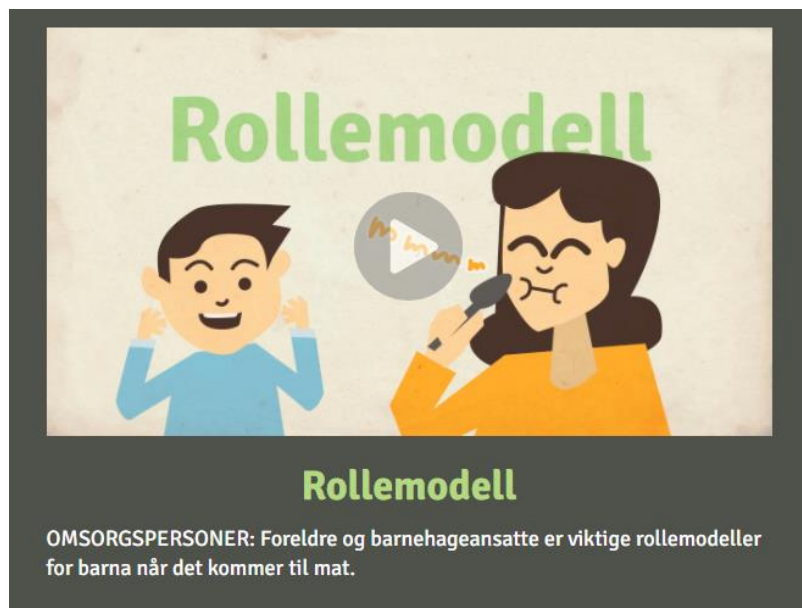 Rollemodell
m m m m
Rollemodell
OMSORGSPERSONER: Foreldre og barnehageansatte er viktige rollemodeller
for barna når det kommer til mat.